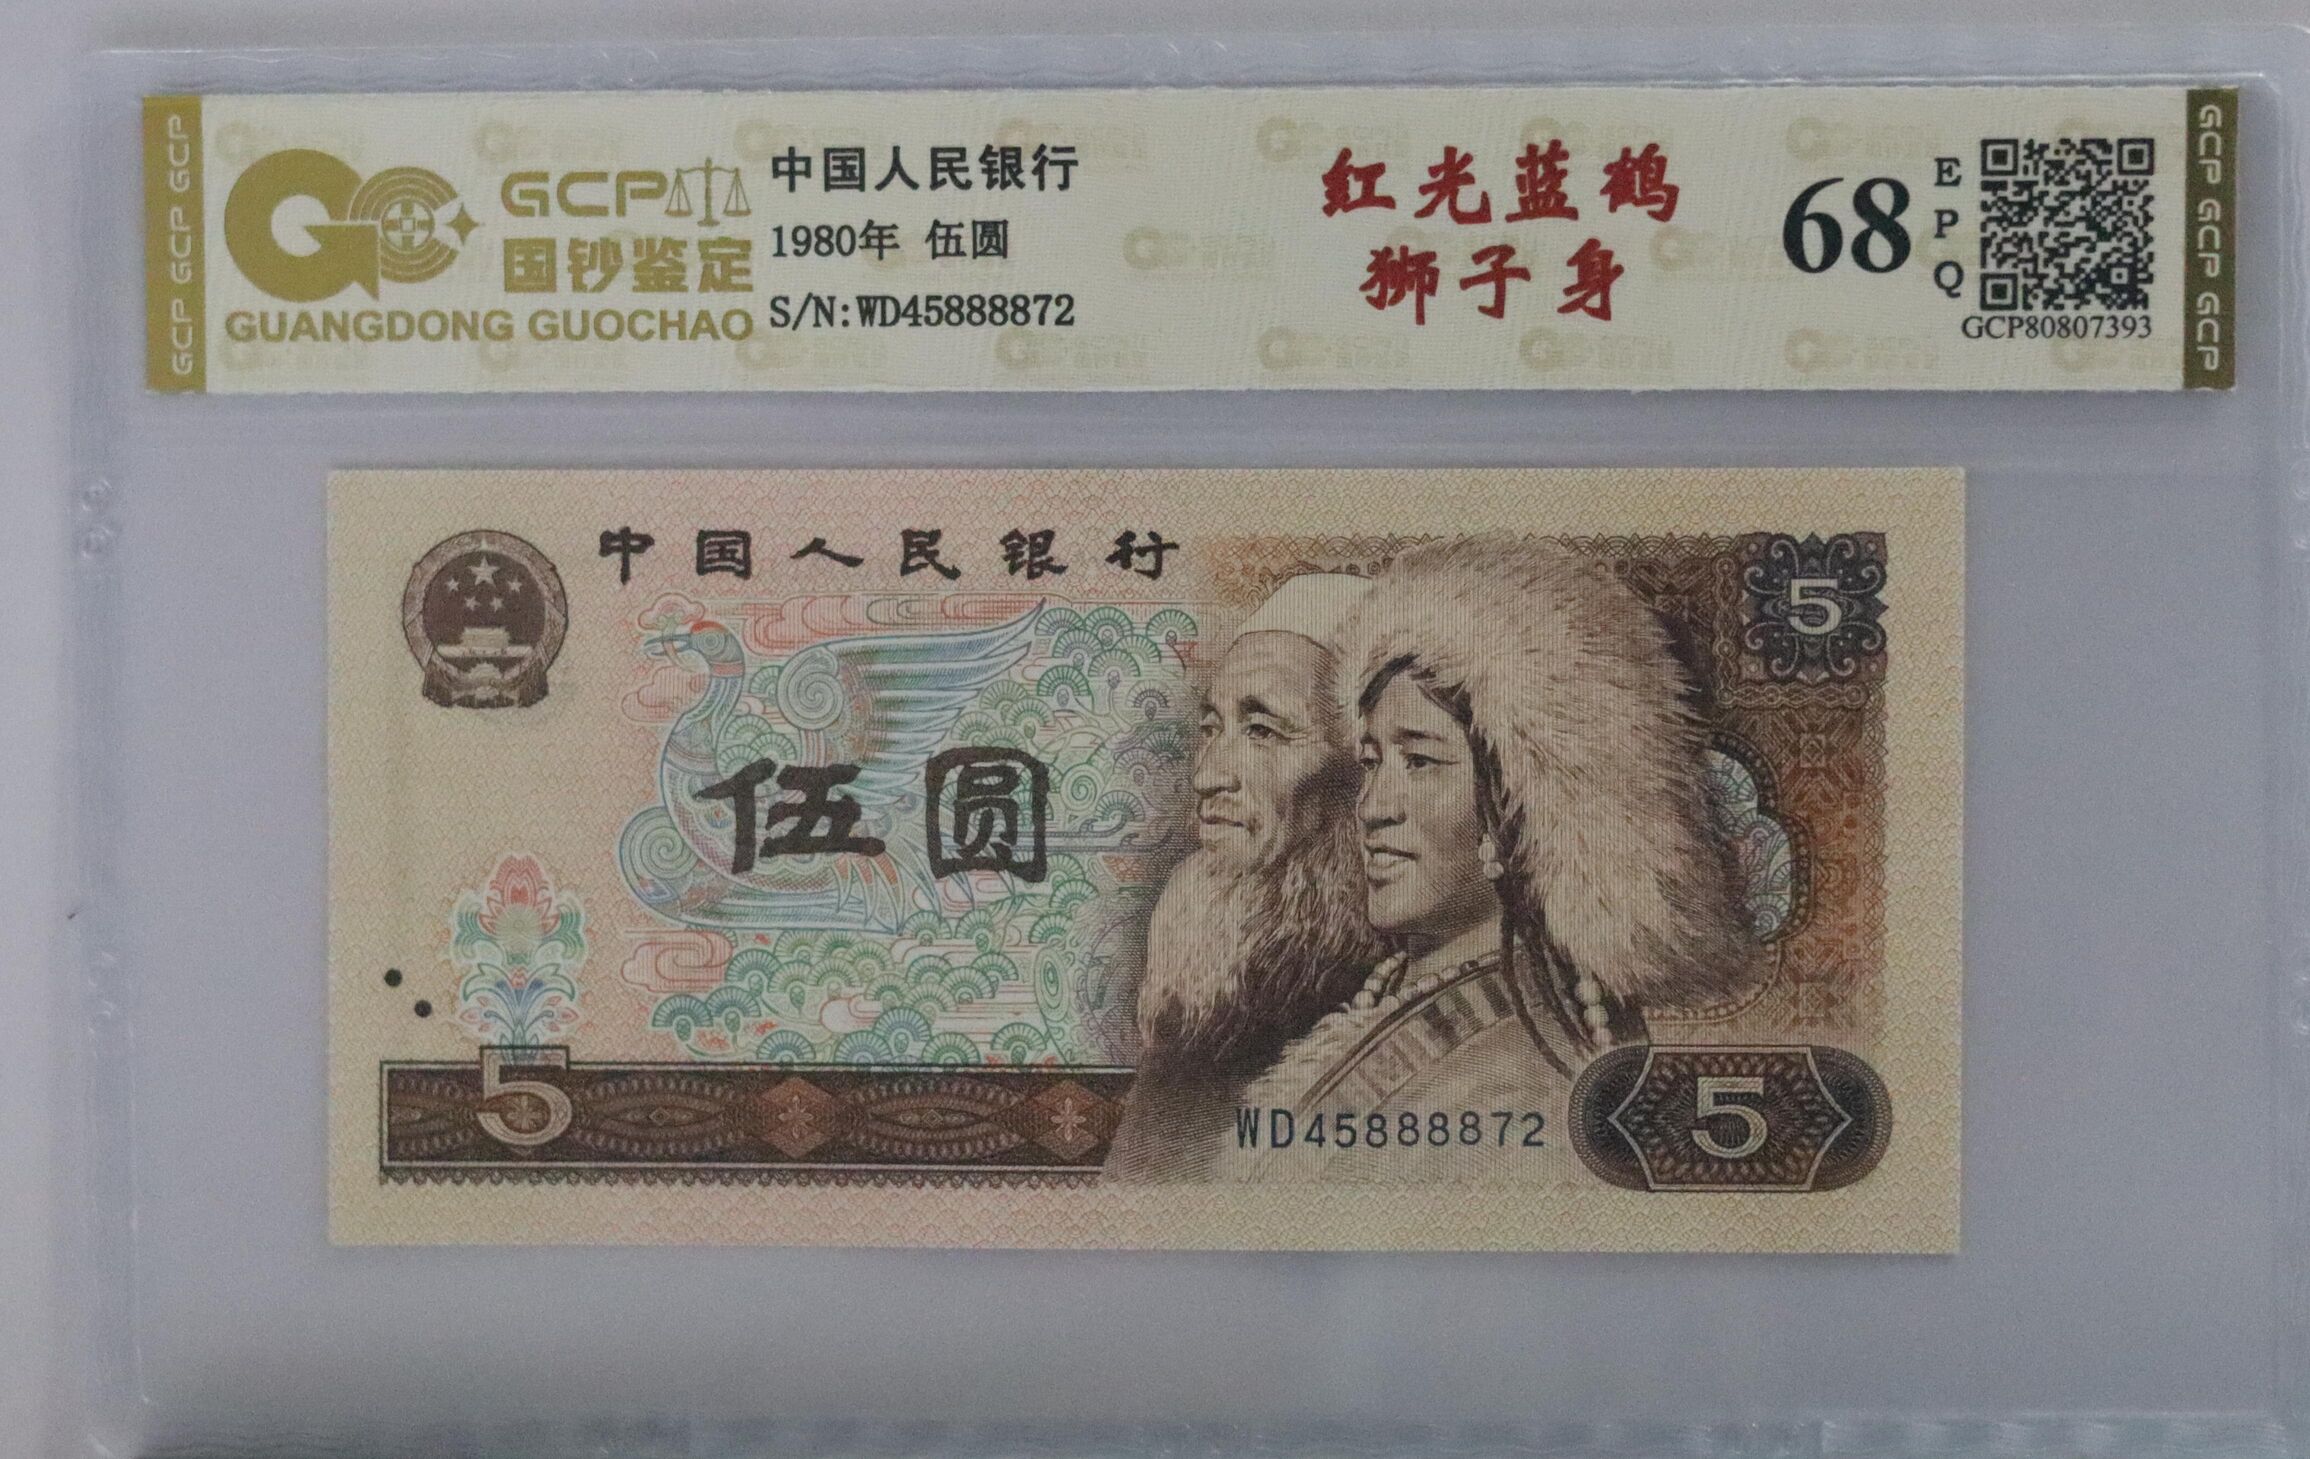 GCP GCP GCP
GCP
国钞鉴定
GUANGDONG GUOCHAO
中国人民银行
1980年 伍圆
S/N:WD45888872
红光蓝鹤
狮子身
68
EPQ
GCP80807393
GCP GCP GCP
中国人民银行
5
伍圆
5
WD45888872
5